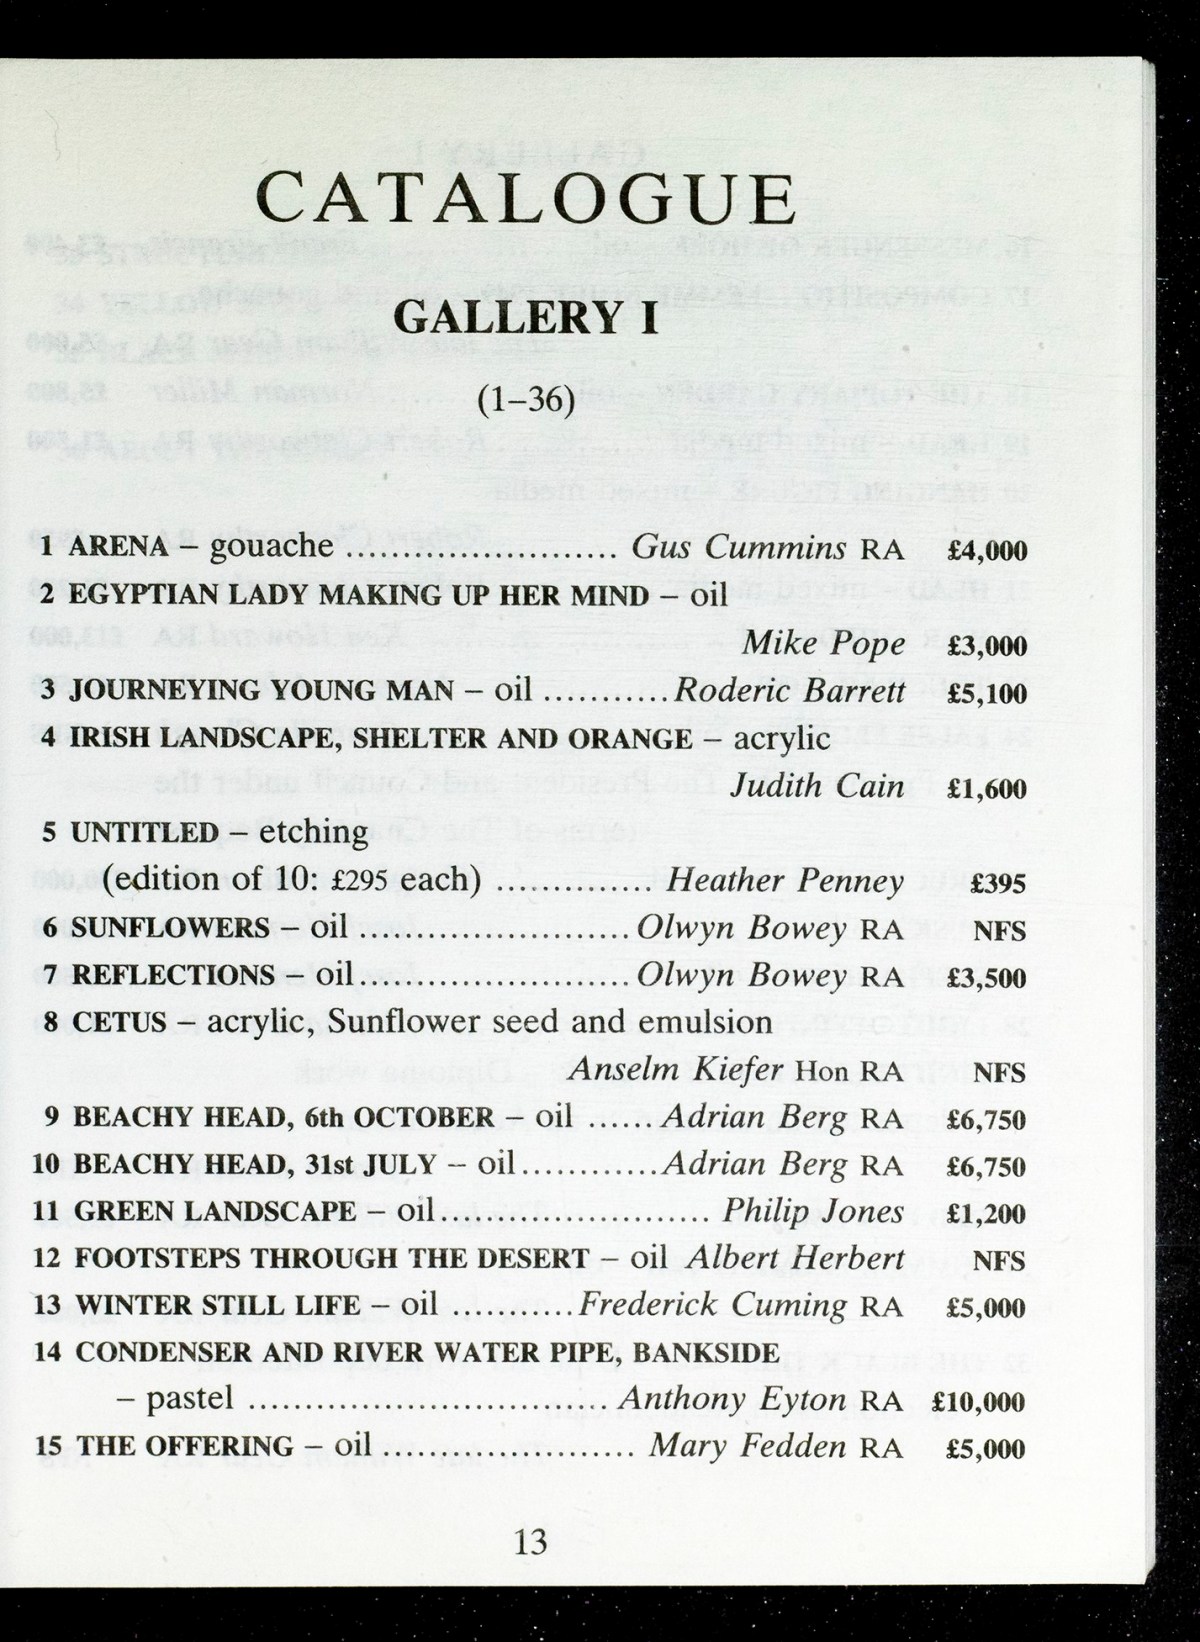 CATALOGUE
GALLERY I
(1–36)
1 ARENA – gouache ........................ Gus Cummins RA £4,000
2 EGYPTIAN LADY MAKING UP HER MIND – oil
Mike Pope £3,000
3 JOURNEYING YOUNG MAN – oil ........... Roderic Barrett £5,100
4 IRISH LANDSCAPE, SHELTER AND ORANGE – acrylic
Judith Cain £1,600
5 UNTITLED – etching
(edition of 10: £295 each) .............. Heather Penney £395
6 SUNFLOWERS – oil ........................ Olwyn Bowey RA NFS
7 REFLECTIONS – oil ........................ Olwyn Bowey RA £3,500
8 CETUS – acrylic, Sunflower seed and emulsion
Anselm Kiefer Hon RA NFS
9 BEACHY HEAD, 6th OCTOBER – oil ...... Adrian Berg RA £6,750
10 BEACHY HEAD, 31st JULY – oil ............ Adrian Berg RA £6,750
11 GREEN LANDSCAPE – oil ........................ Philip Jones £1,200
12 FOOTSTEPS THROUGH THE DESERT – oil Albert Herbert NFS
13 WINTER STILL LIFE – oil ........... Frederick Cuming RA £5,000
14 CONDENSER AND RIVER WATER PIPE, BANKSIDE
– pastel ................................ Anthony Eyton RA £10,000
15 THE OFFERING – oil ...................... Mary Fedden RA £5,000
13